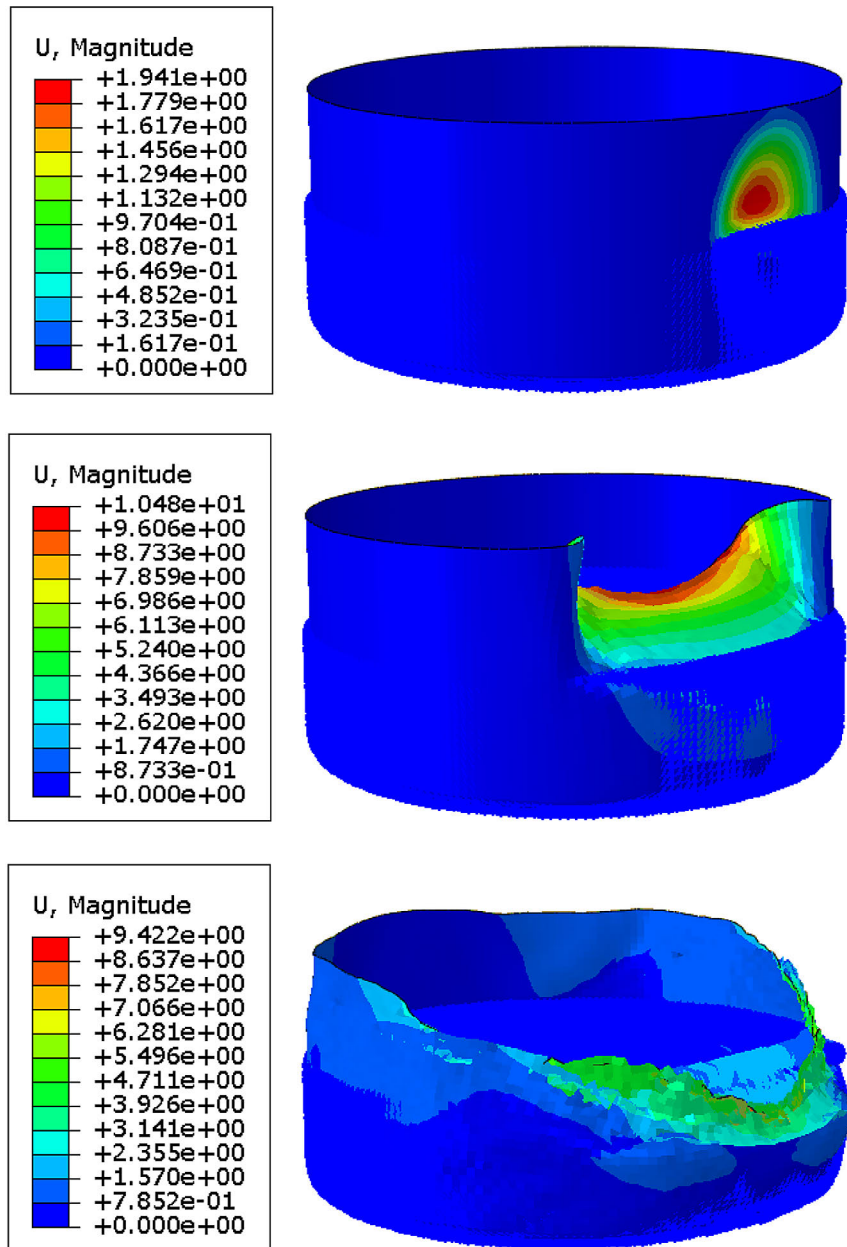 U, Magnitude
+1.941e+00
+1.779e+00
+1.617e+00
+1.456e+00
+1.294e+00
+1.132e+00
+9.704e-01
+8.087e-01
+6.469e-01
+4.852e-01
+3.235e-01
+1.617e-01
+0.000e+00
U, Magnitude
+1.048e+01
+9.606e+00
+8.733e+00
+7.859e+00
+6.986e+00
+6.113e+00
+5.240e+00
+4.366e+00
+3.493e+00
+2.620e+00
+1.747e+00
+8.733e-01
+0.000e+00
U, Magnitude
+9.422e+00
+8.637e+00
+7.852e+00
+7.066e+00
+6.281e+00
+5.496e+00
+4.711e+00
+3.926e+00
+3.141e+00
+2.355e+00
+1.570e+00
+7.852e-01
+0.000e+00